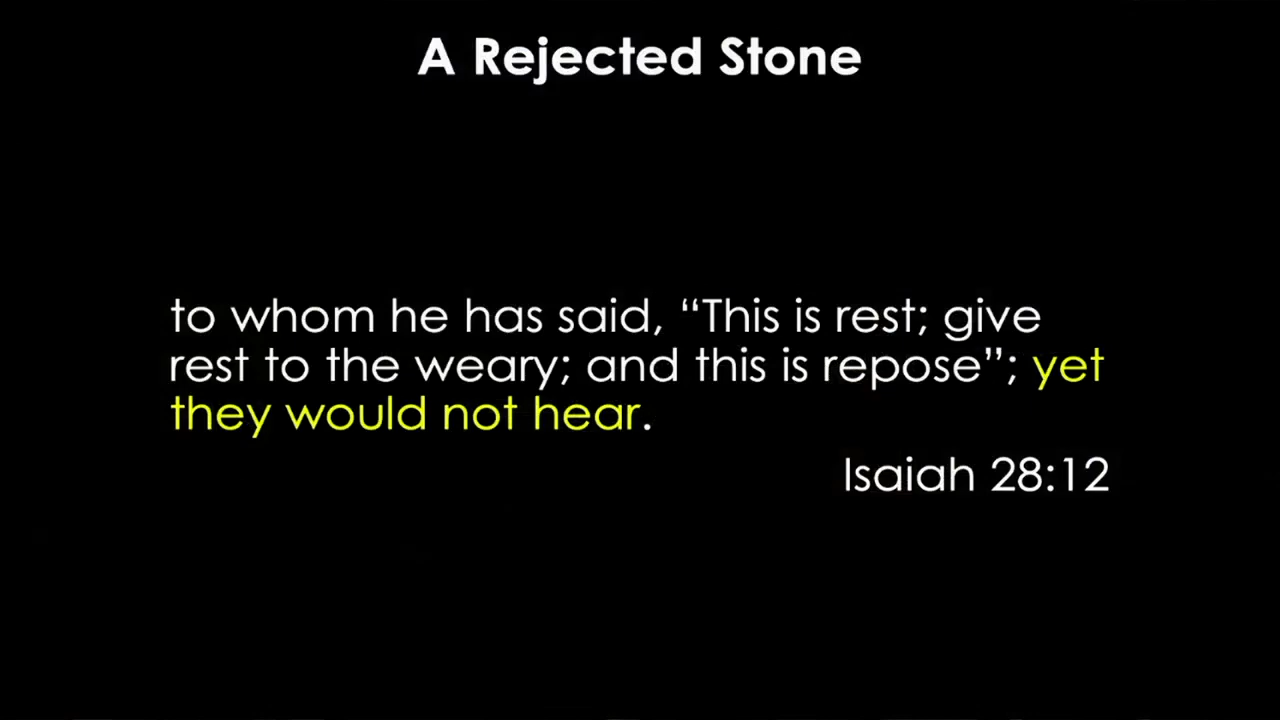 A Rejected Stone
to whom he has said, “This is rest; give
rest to the weary; and this is repose”; yet
they would not hear.
Isaiah 28:12